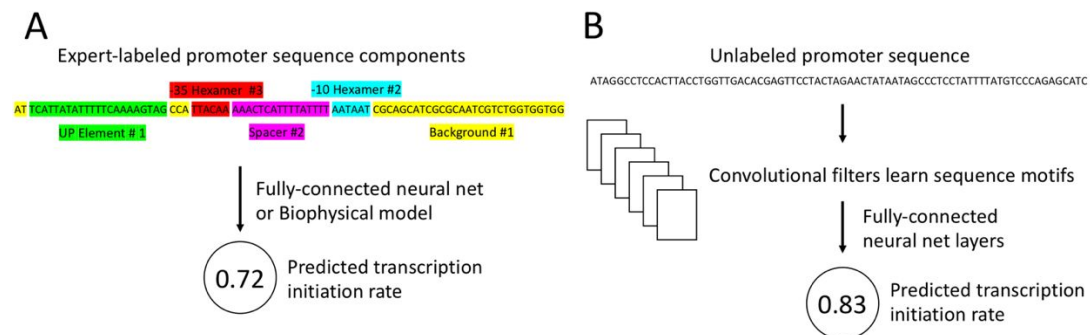 A
Expert-labeled promoter sequence components
-35 Hexamer #3
-10 Hexamer #2
AT TCATTATATTTTTCAAAAGTAG CCA TTACAA AAACTCATTTTATTTT AATAAT CGCAGCATCGCGCAATCGTCTGGTGGTGG
UP Element # 1
Spacer #2
Background #1
Fully-connected neural net
or Biophysical model
0.72
Predicted transcription
initiation rate
B
Unlabeled promoter sequence
ATAGGCCTCCACTTACCTGGTTGACACGAGTTCCTACTAGAACTATAATAGCCCTCCTATTTTATGTCCCAGAGCATC
Convolutional filters learn sequence motifs
Fully-connected
neural net layers
0.83
Predicted transcription
initiation rate